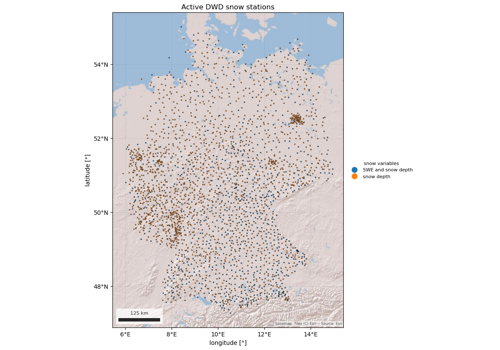 Active DWD snow stations
54°N
52°N
50°N
48°N
latitude [°]
6°E
8°E
10°E
12°E
14°E
longitude [°]
125 km
snow variables
SWE and snow depth
snow depth